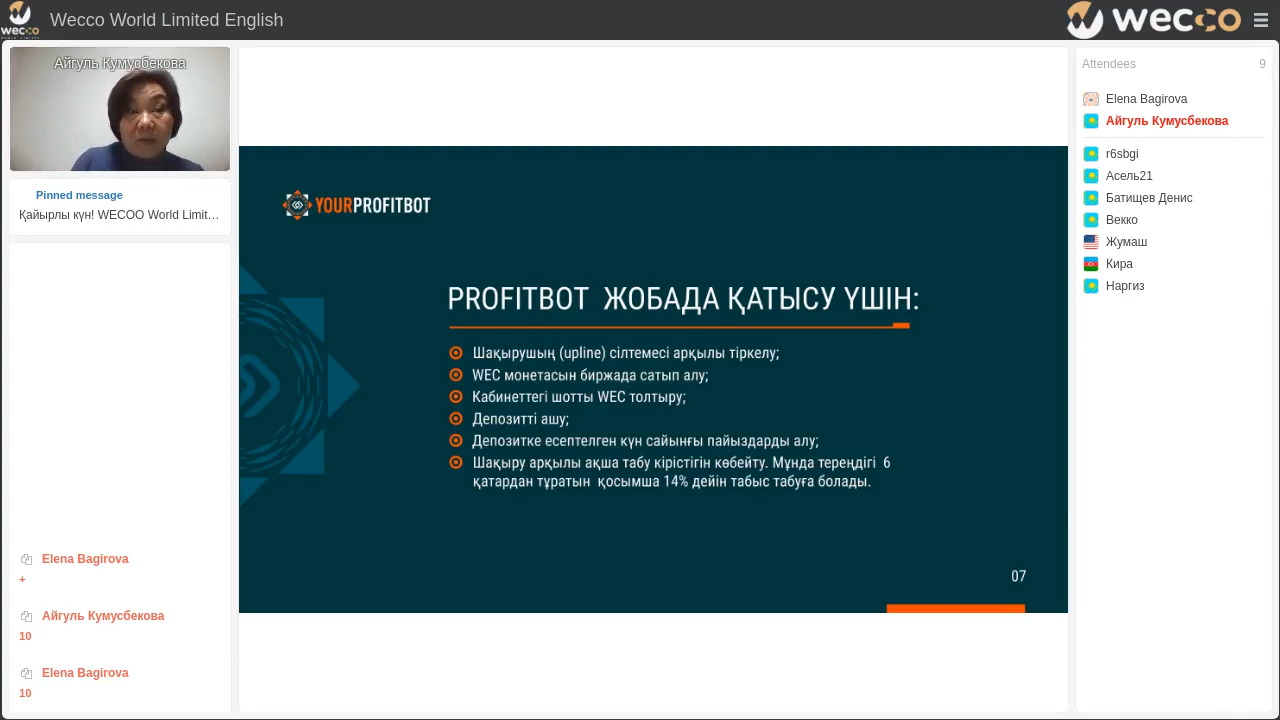 Wecco World Limited English
wecco
wecco
Айгуль Кумусбекова
Pinned message
Қайырлы күн! WECOO World Limit…
Elena Bagirova
+
Айгуль Кумусбекова
10
Elena Bagirova
10
YOURPROFITBOT
PROFITBOT ЖОБАДА ҚАТЫСУ ҮШІН:
Шақырушың (upline) сілтемесі арқылы тіркелу;
WEC монетасын биржада сатып алу;
Кабинеттегі шотты WEC толтыру;
Депозитті ашу;
Депозитке есептелген күн сайынғы пайыздарды алу;
Шақыру арқылы ақша табу кірістігін көбейту. Мұнда тереңдігі 6
қатардан тұратын қосымша 14% дейін табыс табуға болады.
07
Attendees 9
Elena Bagirova
Айгуль Кумусбекова
r6sbgi
Асель21
Батищев Денис
Векко
Жумаш
Кира
Наргиз